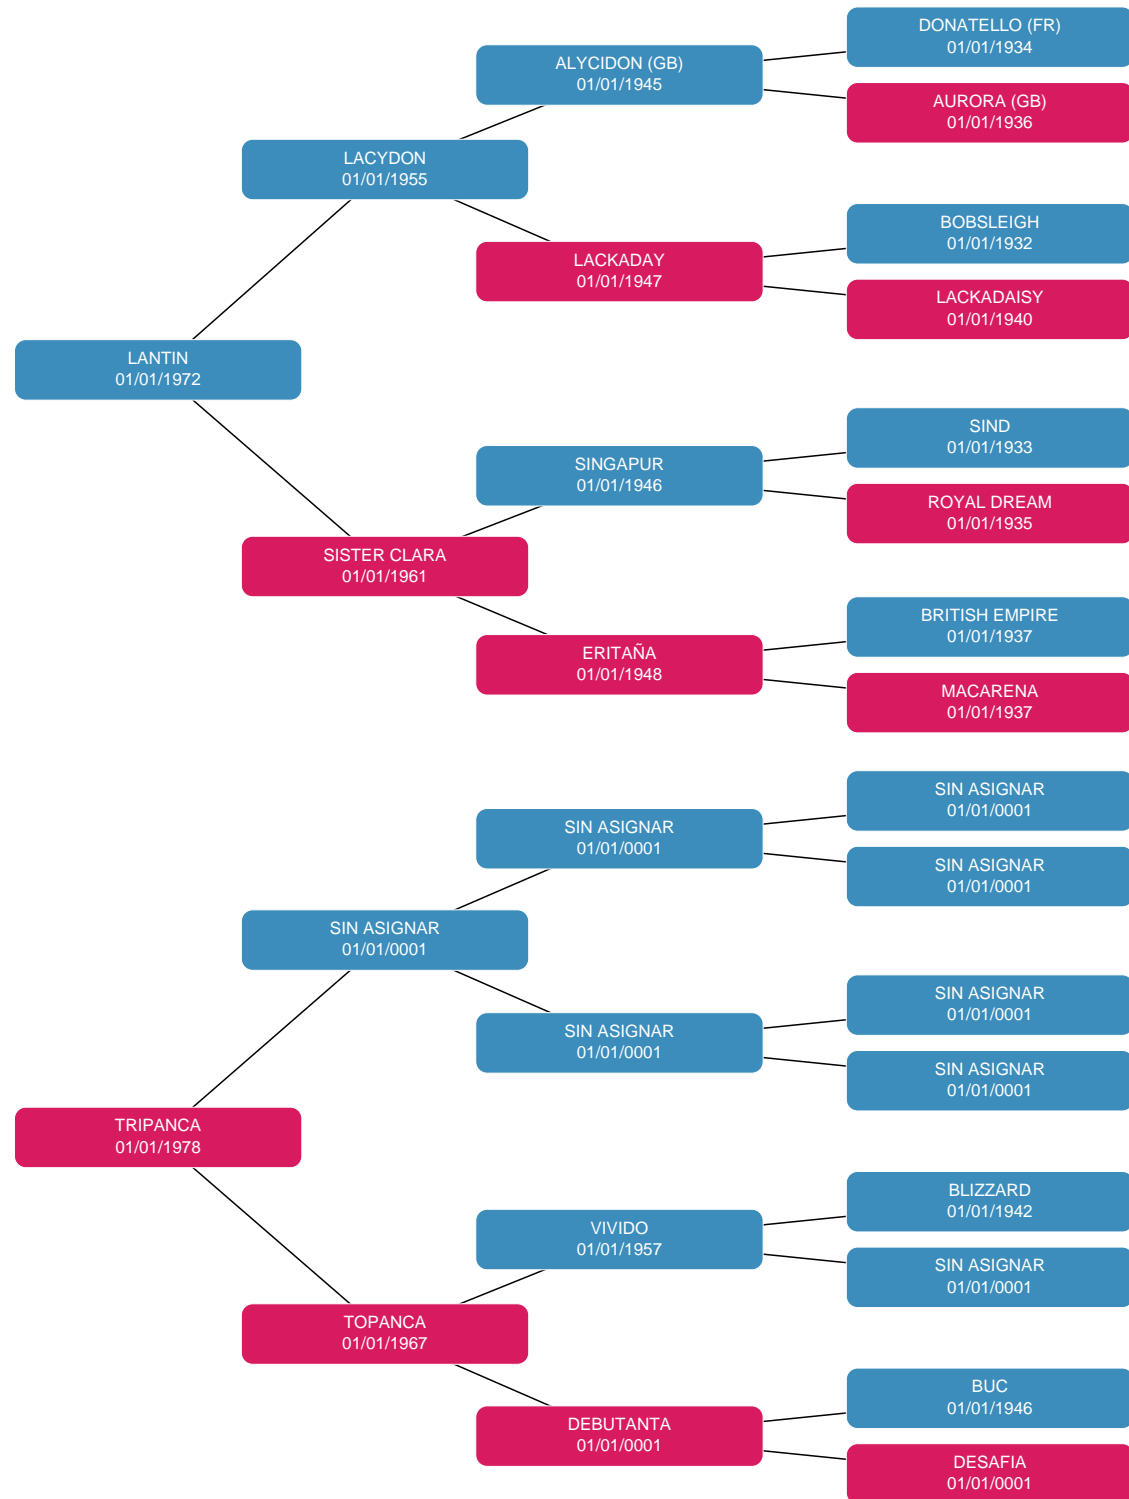 DONATELLO (FR)
01/01/1934
ALYCIDON (GB)
01/01/1945
AURORA (GB)
01/01/1936
LACYDON
01/01/1955
BOBSLEIGH
01/01/1932
LACKADAY
01/01/1947
LACKADAISY
01/01/1940
LANTIN
01/01/1972
SIND
01/01/1933
SINGAPUR
01/01/1946
ROYAL DREAM
01/01/1935
SISTER CLARA
01/01/1961
BRITISH EMPIRE
01/01/1937
ERITAÑA
01/01/1948
MACARENA
01/01/1937
SIN ASIGNAR
01/01/0001
SIN ASIGNAR
01/01/0001
SIN ASIGNAR
01/01/0001
SIN ASIGNAR
01/01/0001
SIN ASIGNAR
01/01/0001
SIN ASIGNAR
01/01/0001
SIN ASIGNAR
01/01/0001
TRIPANCA
01/01/1978
BLIZZARD
01/01/1942
VIVIDO
01/01/1957
SIN ASIGNAR
01/01/0001
TOPANCA
01/01/1967
BUC
01/01/1946
DEBUTANTA
01/01/0001
DESAFIA
01/01/0001